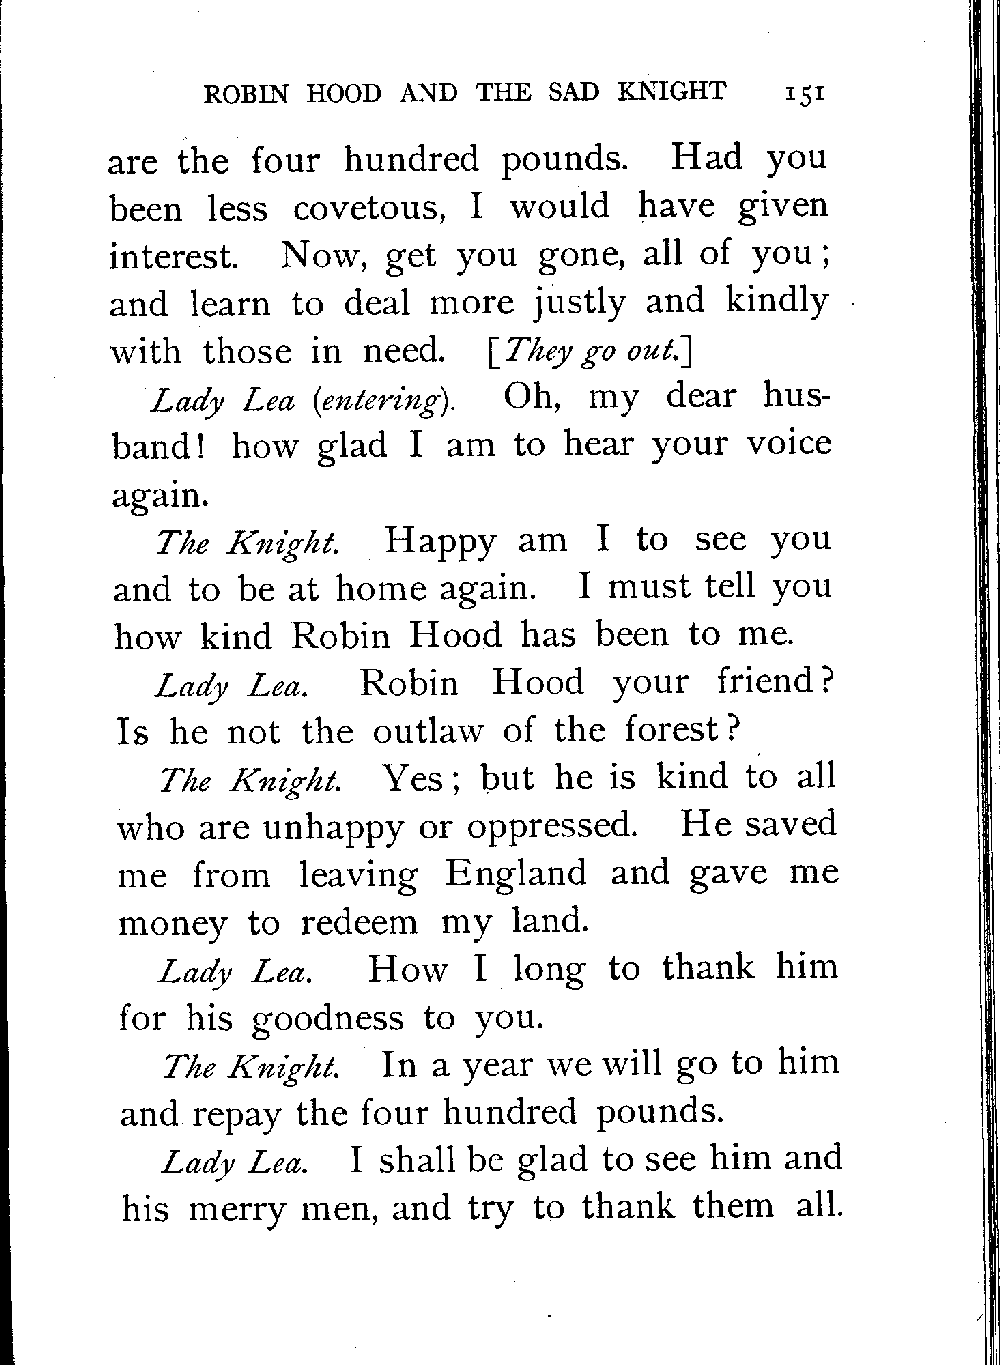 ROBIN HOOD AND THE SAD KNIGHT 151
are the four hundred pounds. Had you
been less covetous, I would have given
interest. Now, get you gone, all of you;
and learn to deal more justly and kindly
with those in need. [They go out.]
Lady Lea (entering). Oh, my dear hus-
band! how glad I am to hear your voice
again.
The Knight. Happy am I to see you
and to be at home again. I must tell you
how kind Robin Hood has been to me.
Lady Lea. Robin Hood your friend?
Is he not the outlaw of the forest?
The Knight. Yes; but he is kind to all
who are unhappy or oppressed. He saved
me from leaving England and gave me
money to redeem my land.
Lady Lea. How I long to thank him
for his goodness to you.
The Knight. In a year we will go to him
and repay the four hundred pounds.
Lady Lea. I shall be glad to see him and
his merry men, and try to thank them all.